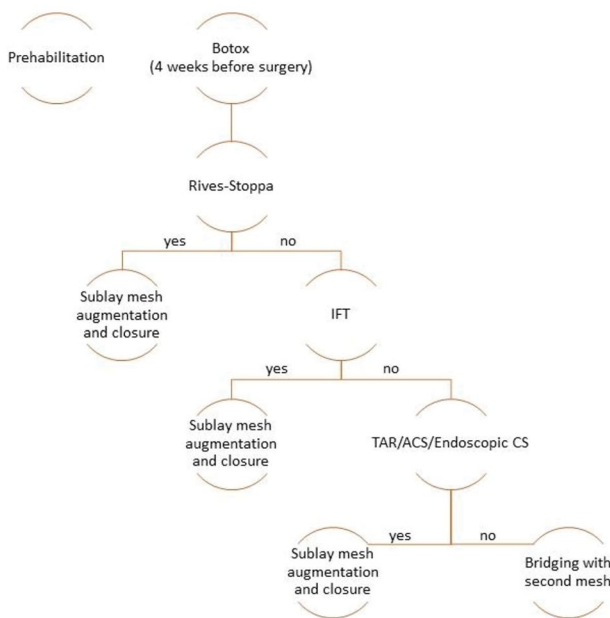 Prehabilitation
Botox
(4 weeks before surgery)
Rives-Stoppa
yes
no
Sublay mesh
augmentation
and closure
IFT
yes
no
Sublay mesh
augmentation
and closure
TAR/ACS/Endoscopic CS
yes
no
Sublay mesh
augmentation
and closure
Bridging with
second mesh